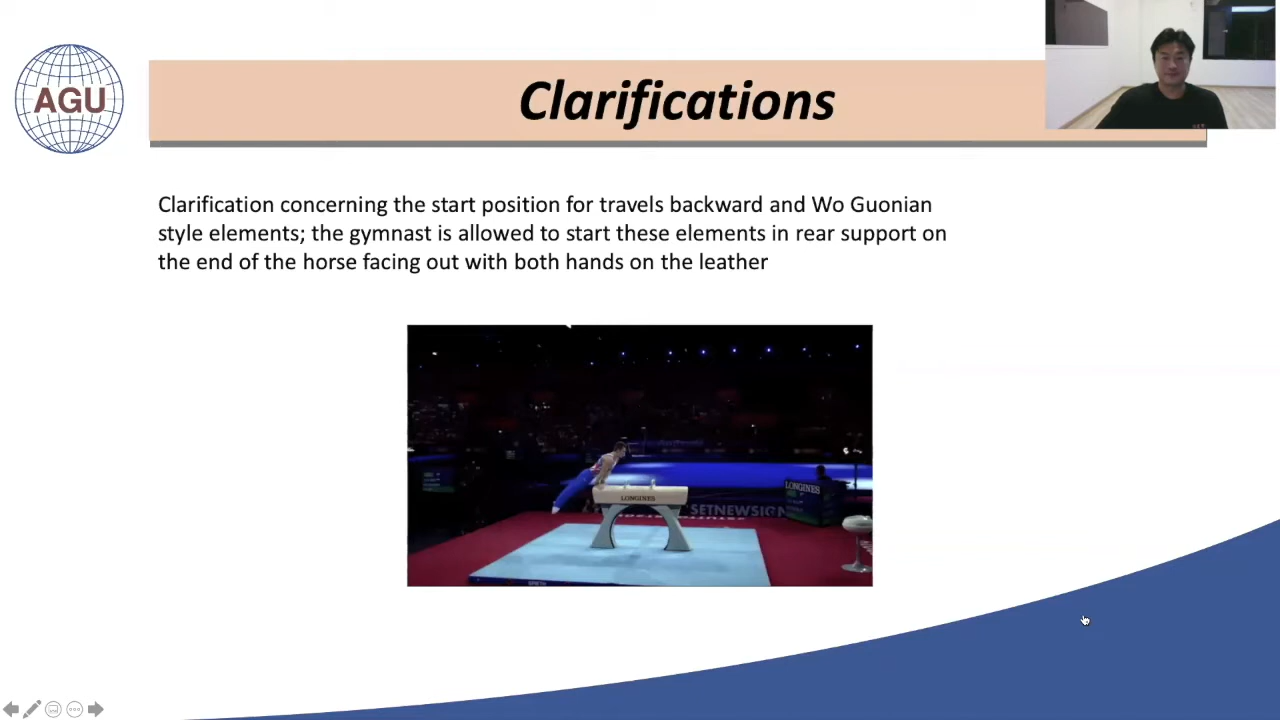 AGU
Clarifications
Clarification concerning the start position for travels backward and Wo Guonian
style elements; the gymnast is allowed to start these elements in rear support on
the end of the horse facing out with both hands on the leather
LONGINES
LONGINES
SETNEWSIGN